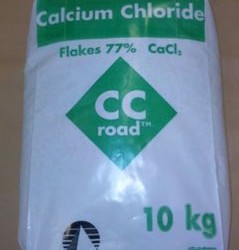 Calcium Chloride
Flakes 77% CaCl₂
CC
road™
10 kg